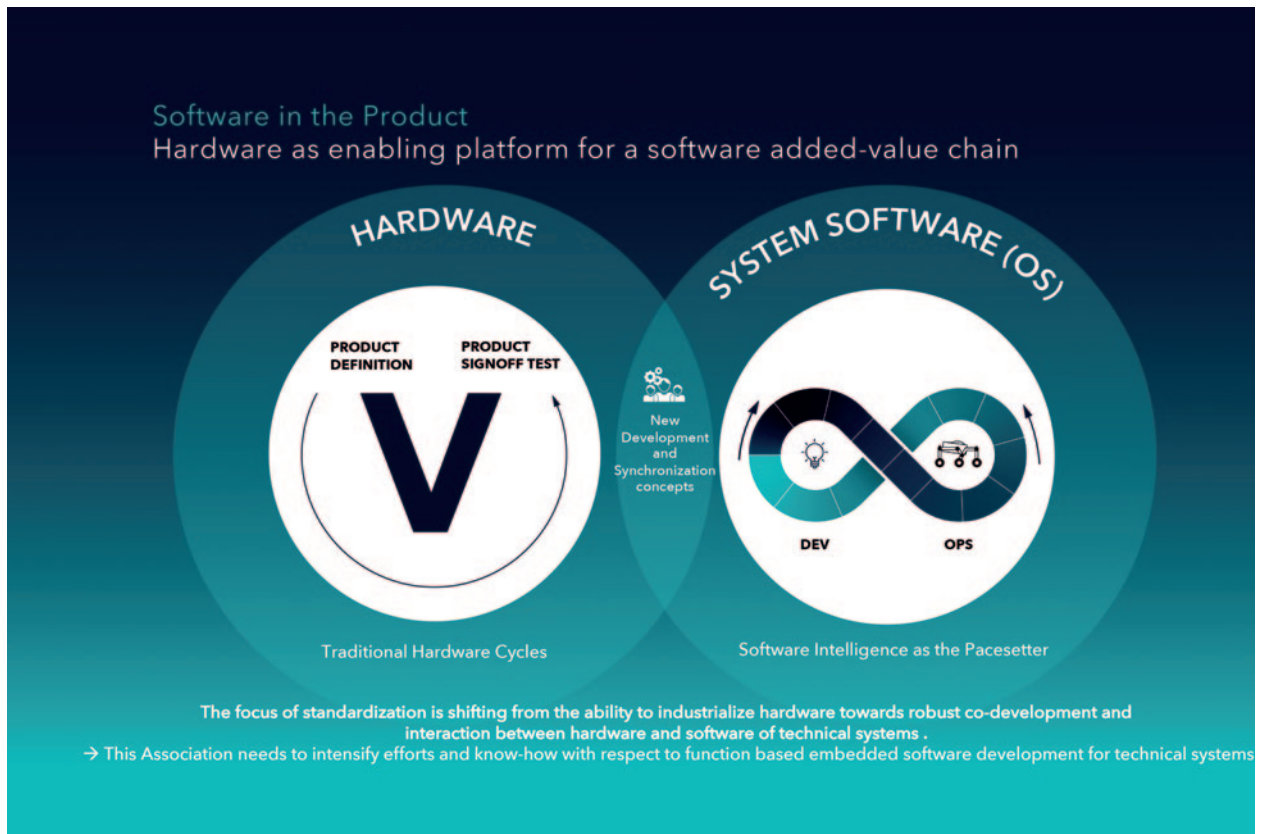 Software in the Product
Hardware as enabling platform for a software added-value chain
HARDWARE
PRODUCT
DEFINITION
PRODUCT
SIGNOFF TEST
V
Traditional Hardware Cycles
New
Development
and
Synchronization
concepts
SYSTEM SOFTWARE (OS)
DEV
OPS
Software Intelligence as the Pacesetter
The focus of standardization is shifting from the ability to industrialize hardware towards robust co-development and
interaction between hardware and software of technical systems .
→ This Association needs to intensify efforts and know-how with respect to function based embedded software development for technical systems